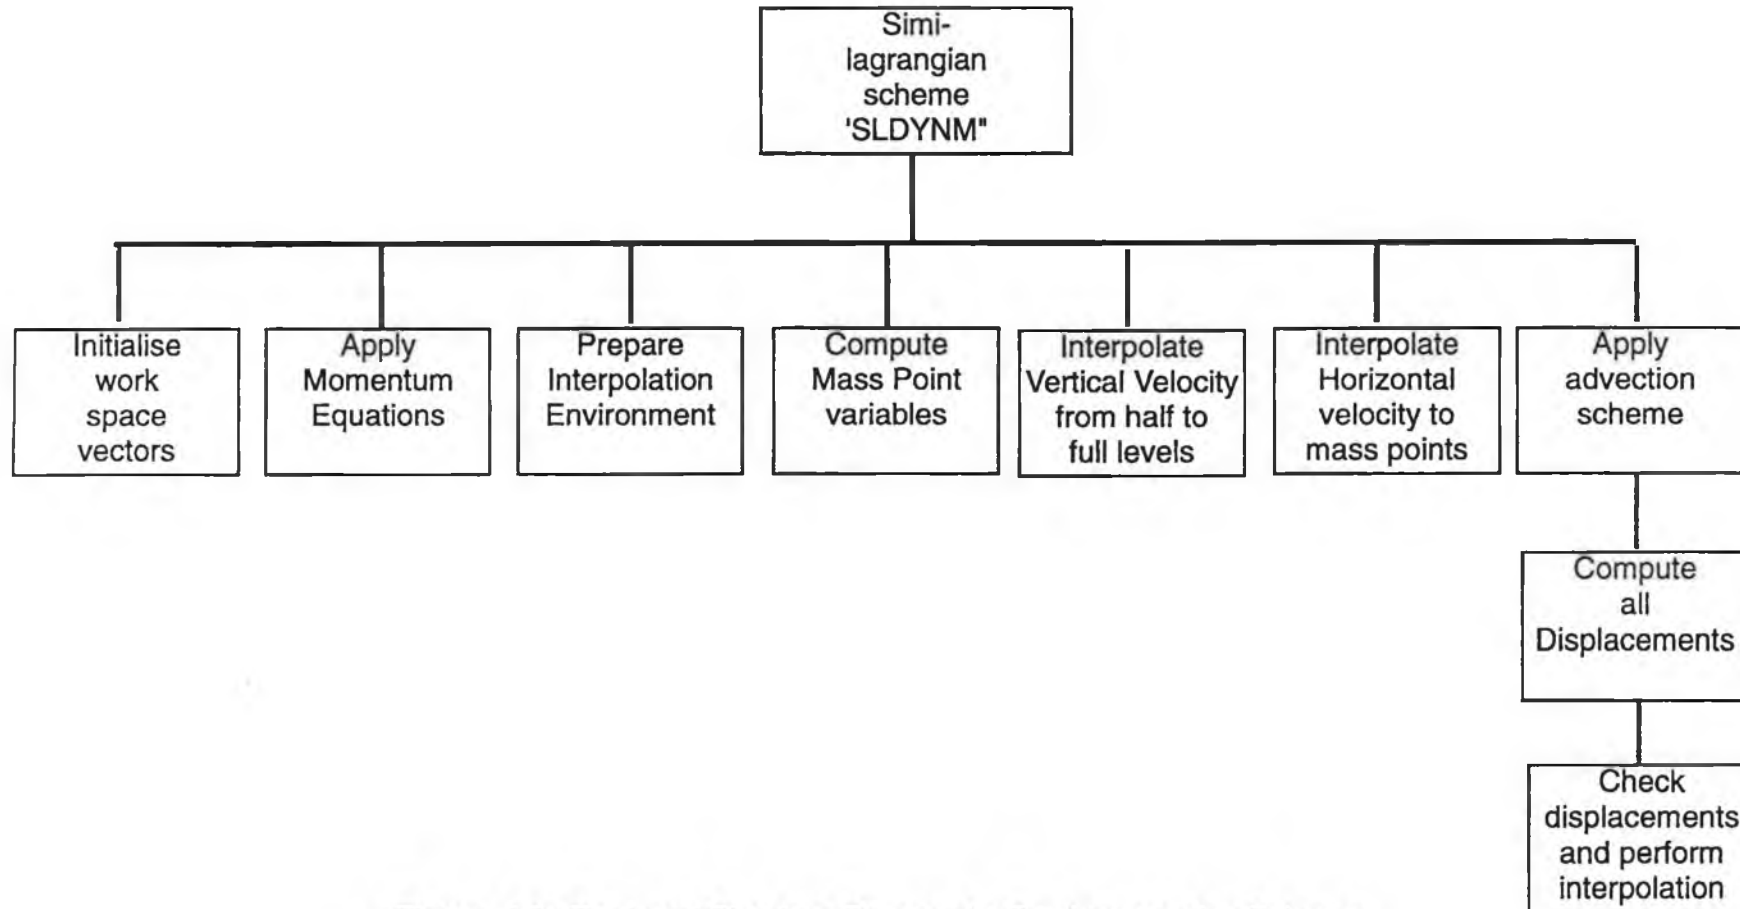 Simi-
lagrangian
scheme
'SLDYNM"
Initialise
work
space
vectors
Apply
Momentum
Equations
Prepare
Interpolation
Environment
Compute
Mass Point
variables
Interpolate
Vertical Velocity
from half to
full levels
Interpolate
Horizontal
velocity to
mass points
Apply
advection
scheme
Compute
all
Displacements
Check
displacements
and perform
interpolation